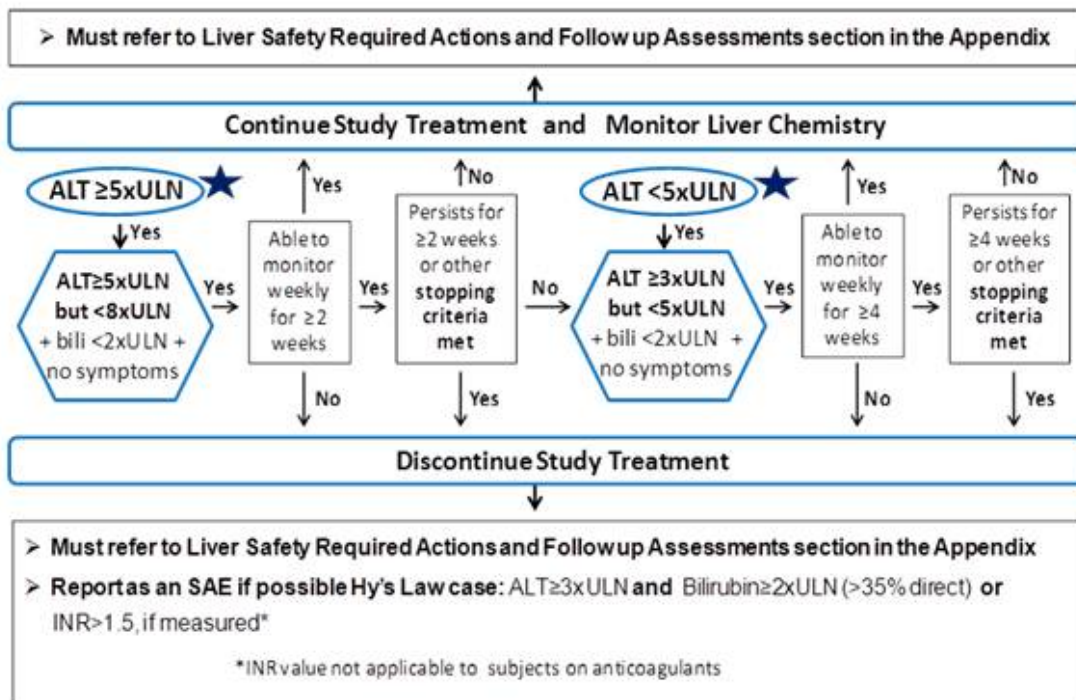 ➢ Must refer to Liver Safety Required Actions and Follow up Assessments section in the Appendix
Continue Study Treatment and Monitor Liver Chemistry
ALT ≥5xULN
Yes
ALT≥5xULN
but <8xULN
+ bili <2xULN +
no symptoms
Yes
Yes
Able to
monitor
weekly
for ≥2
weeks
No
Yes
No
Persists for
≥2 weeks
or other
stopping
criteria
met
Yes
No
ALT <5xULN
Yes
ALT ≥3xULN
but <5xULN
+ bili <2xULN +
no symptoms
Yes
Yes
Able to
monitor
weekly
for ≥4
weeks
No
Yes
No
Persists for
≥4 weeks
or other
stopping
criteria
met
Yes
Discontinue Study Treatment
➢ Must refer to Liver Safety Required Actions and Follow up Assessments section in the Appendix
➢ Report as an SAE if possible Hy's Law case: ALT≥3xULN and Bilirubin≥2xULN (>35% direct) or
INR>1.5, if measured*
*INR value not applicable to subjects on anticoagulants